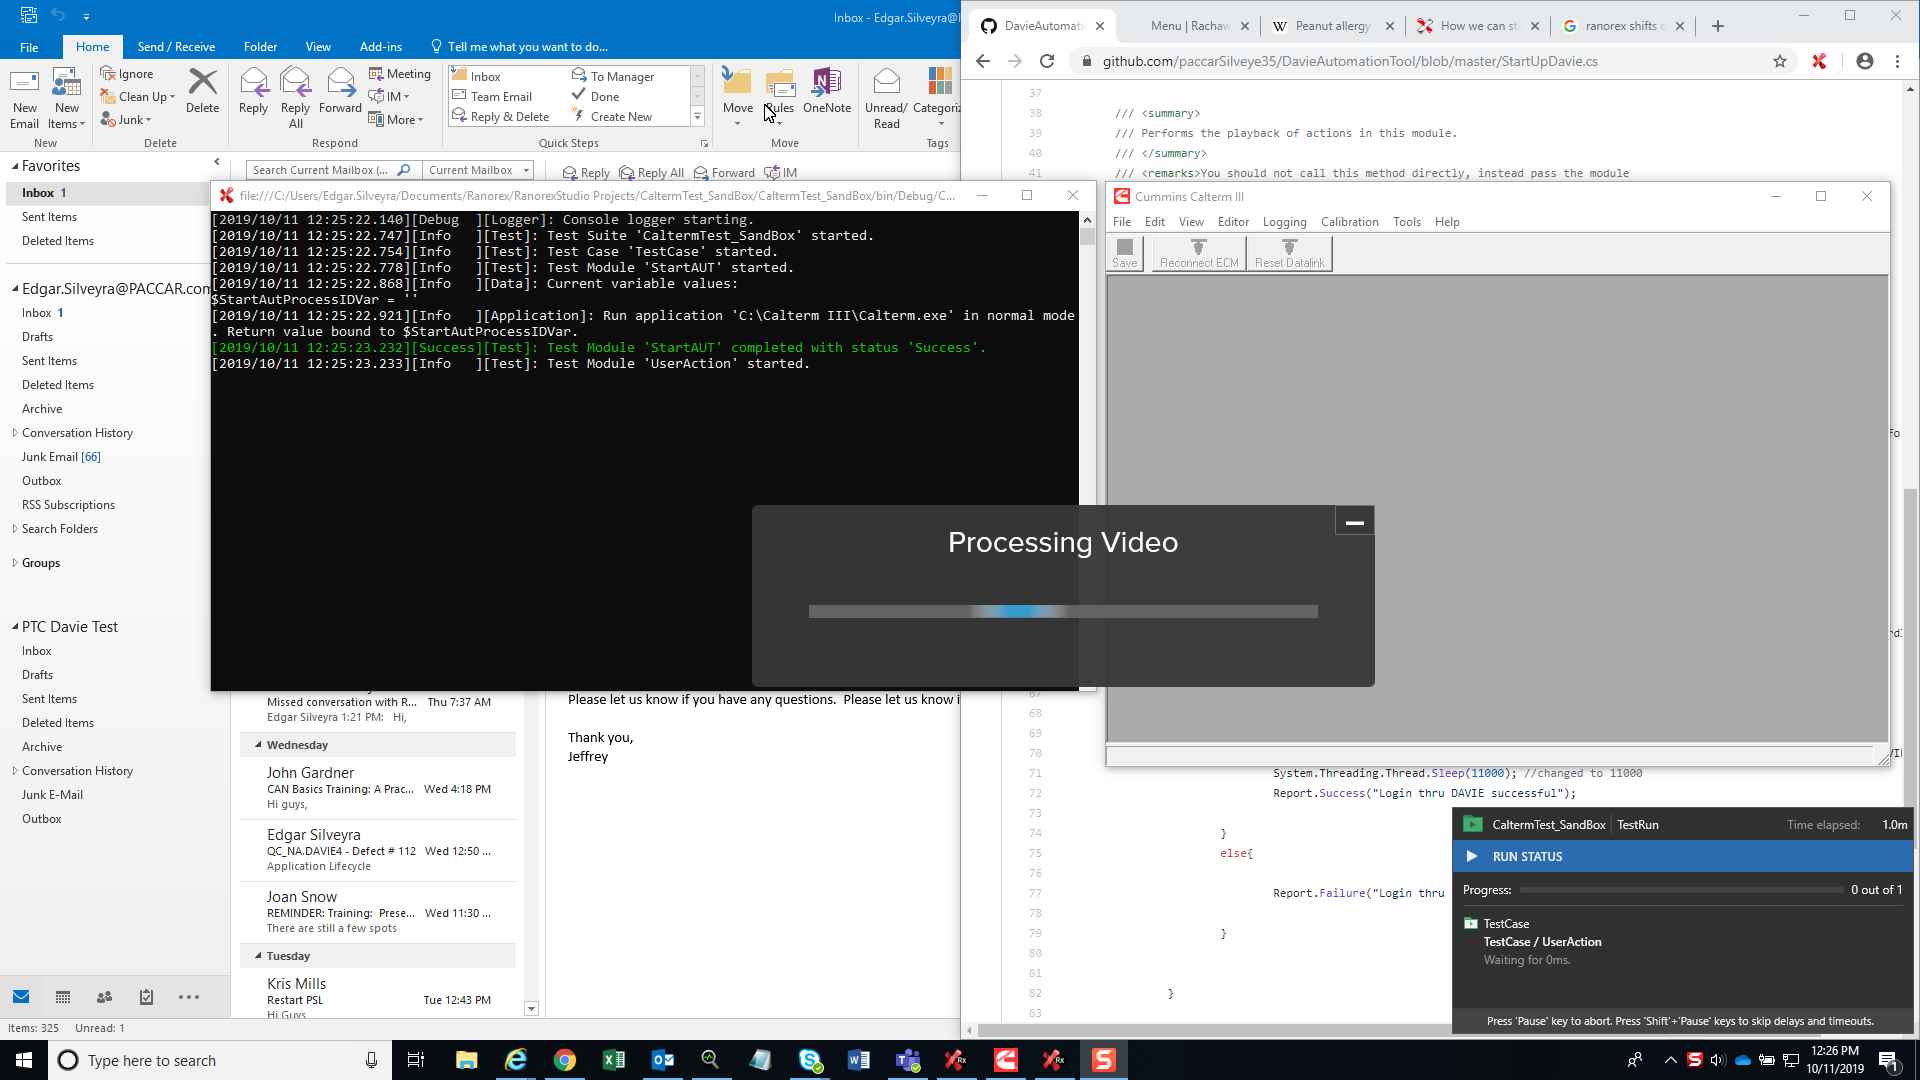 Inbox - Edgar.Silveyra@
File
Home
Send / Receive
Folder
View
Add-ins
Tell me what you want to do...
New Email
New Items
Ignore
Clean Up
Junk
Delete
Reply
Reply All
Forward
Meeting
IM
More
Inbox
Team Email
Reply & Delete
To Manager
Done
Create New
Move
Rules
OneNote
Unread/ Read
Categoriz
New
Delete
Respond
Quick Steps
Move
Tags
DavieAutomati
Menu | Rachaw
Peanut allergy
How we can st
ranorex shifts c
github.com/paccarSilveye35/DavieAutomationTool/blob/master/StartUpDavie.cs
37
38 /// <summary>
39 /// Performs the playback of actions in this module.
40 /// </summary>
41 /// <remarks>You should not call this method directly, instead pass the module
Favorites
Inbox 1
Sent Items
Deleted Items
Edgar.Silveyra@PACCAR.com
Inbox 1
Drafts
Sent Items
Deleted Items
Archive
Conversation History
Junk Email [66]
Outbox
RSS Subscriptions
Search Folders
Groups
PTC Davie Test
Inbox
Drafts
Sent Items
Deleted Items
Archive
Conversation History
Junk E-Mail
Outbox
Search Current Mailbox (...
Current Mailbox
Reply
Reply All
Forward
IM
file:///C:/Users/Edgar.Silveyra/Documents/Ranorex/RanorexStudio Projects/CaltermTest_SandBox/CaltermTest_SandBox/bin/Debug/C...
[2019/10/11 12:25:22.140][Debug ][Logger]: Console logger starting.
[2019/10/11 12:25:22.747][Info ][Test]: Test Suite 'CaltermTest_SandBox' started.
[2019/10/11 12:25:22.754][Info ][Test]: Test Case 'TestCase' started.
[2019/10/11 12:25:22.778][Info ][Test]: Test Module 'StartAUT' started.
[2019/10/11 12:25:22.868][Info ][Data]: Current variable values:
$StartAutProcessIDVar = ''
[2019/10/11 12:25:22.921][Info ][Application]: Run application 'C:\Calterm III\Calterm.exe' in normal mode
. Return value bound to $StartAutProcessIDVar.
[2019/10/11 12:25:23.232][Success][Test]: Test Module 'StartAUT' completed with status 'Success'.
[2019/10/11 12:25:23.233][Info ][Test]: Test Module 'UserAction' started.
Cummins Calterm III
File Edit View Editor Logging Calibration Tools Help
Save
Reconnect ECM
Reset Datalink
Processing Video
Missed conversation with R... Thu 7:37 AM
Edgar Silveyra 1:21 PM: Hi,
Wednesday
John Gardner
CAN Basics Training: A Prac... Wed 4:18 PM
Hi guys,
Edgar Silveyra
QC_NA.DAVIE4 - Defect # 112 Wed 12:50 ...
Application Lifecycle
Joan Snow
REMINDER: Training: Prese... Wed 11:30 ...
There are still a few spots
Tuesday
Kris Mills
Restart PSL Tue 12:43 PM
Hi Guys
Please let us know if you have any questions. Please let us know i
Thank you,
Jeffrey
67
68
69
70
71 System.Threading.Thread.Sleep(11000); //changed to 11000
72 Report.Success("Login thru DAVIE successful");
73
74 }
75 else{
76
77 Report.Failure("Login thru
78
79 }
80
81
82 }
83
CaltermTest_SandBox TestRun
Time elapsed: 1.0m
RUN STATUS
Progress: 0 out of 1
TestCase
TestCase / UserAction
Waiting for 0ms.
Press 'Pause' key to abort. Press 'Shift'+'Pause' keys to skip delays and timeouts.
Items: 325 Unread: 1
Type here to search
12:26 PM
10/11/2019
1